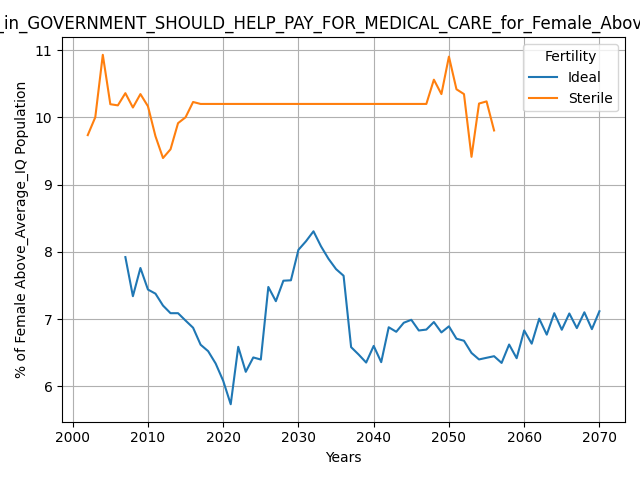 _in_GOVERNMENT_SHOULD_HELP_PAY_FOR_MEDICAL_CARE_for_Female_Abov
11
10
9
8
7
6
% of Female Above_Average_IQ Population
Fertility
Ideal
Sterile
2000 2010 2020 2030 2040 2050 2060 2070
Years